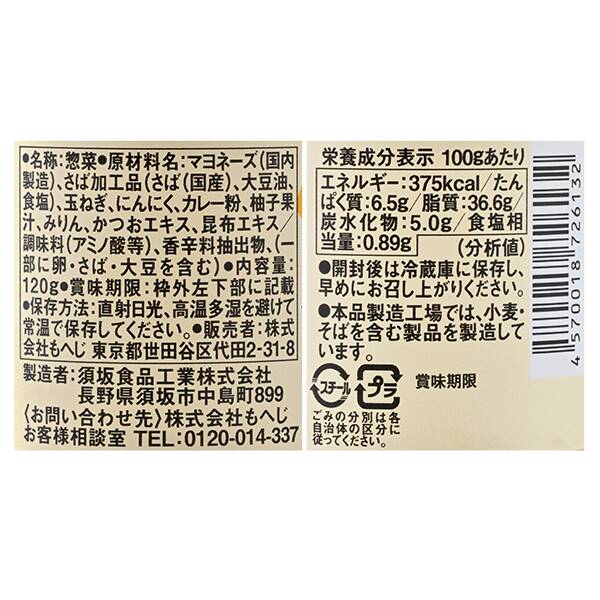 ●名称:惣菜●原材料名:マヨネーズ(国内
製造)、さば加工品(さば(国産)、大豆油、
食塩)、玉ねぎ、にんにく、カレー粉、柚子果
汁、みりん、かつおエキス、昆布エキス/
調味料(アミノ酸等)、香辛料抽出物、(一
部に卵・さば・大豆を含む)●内容量:
120g●賞味期限:枠外左下部に記載
●保存方法:直射日光、高温多湿を避けて
常温で保存してください。●販売者:株式
会社もへじ 東京都世田谷区代田2-31-8
製造者:須坂食品工業株式会社
長野県須坂市中島町899
〈お問い合わせ先〉株式会社もへじ
お客様相談室 TEL:0120-014-337
栄養成分表示 100gあたり
エネルギー:375kcal/たん
ぱく質:6.5g/脂質:36.6g/
炭水化物:5.0g/食塩相
当量:0.89g (分析値)
●開封後は冷蔵庫に保存し、
早めにお召し上がりください。
●本品製造工場では、小麦・
そばを含む製品を製造して
います。
スチール プラ 賞味期限
ごみの分別は各
自治体の区分に
従ってください。
4570018726132